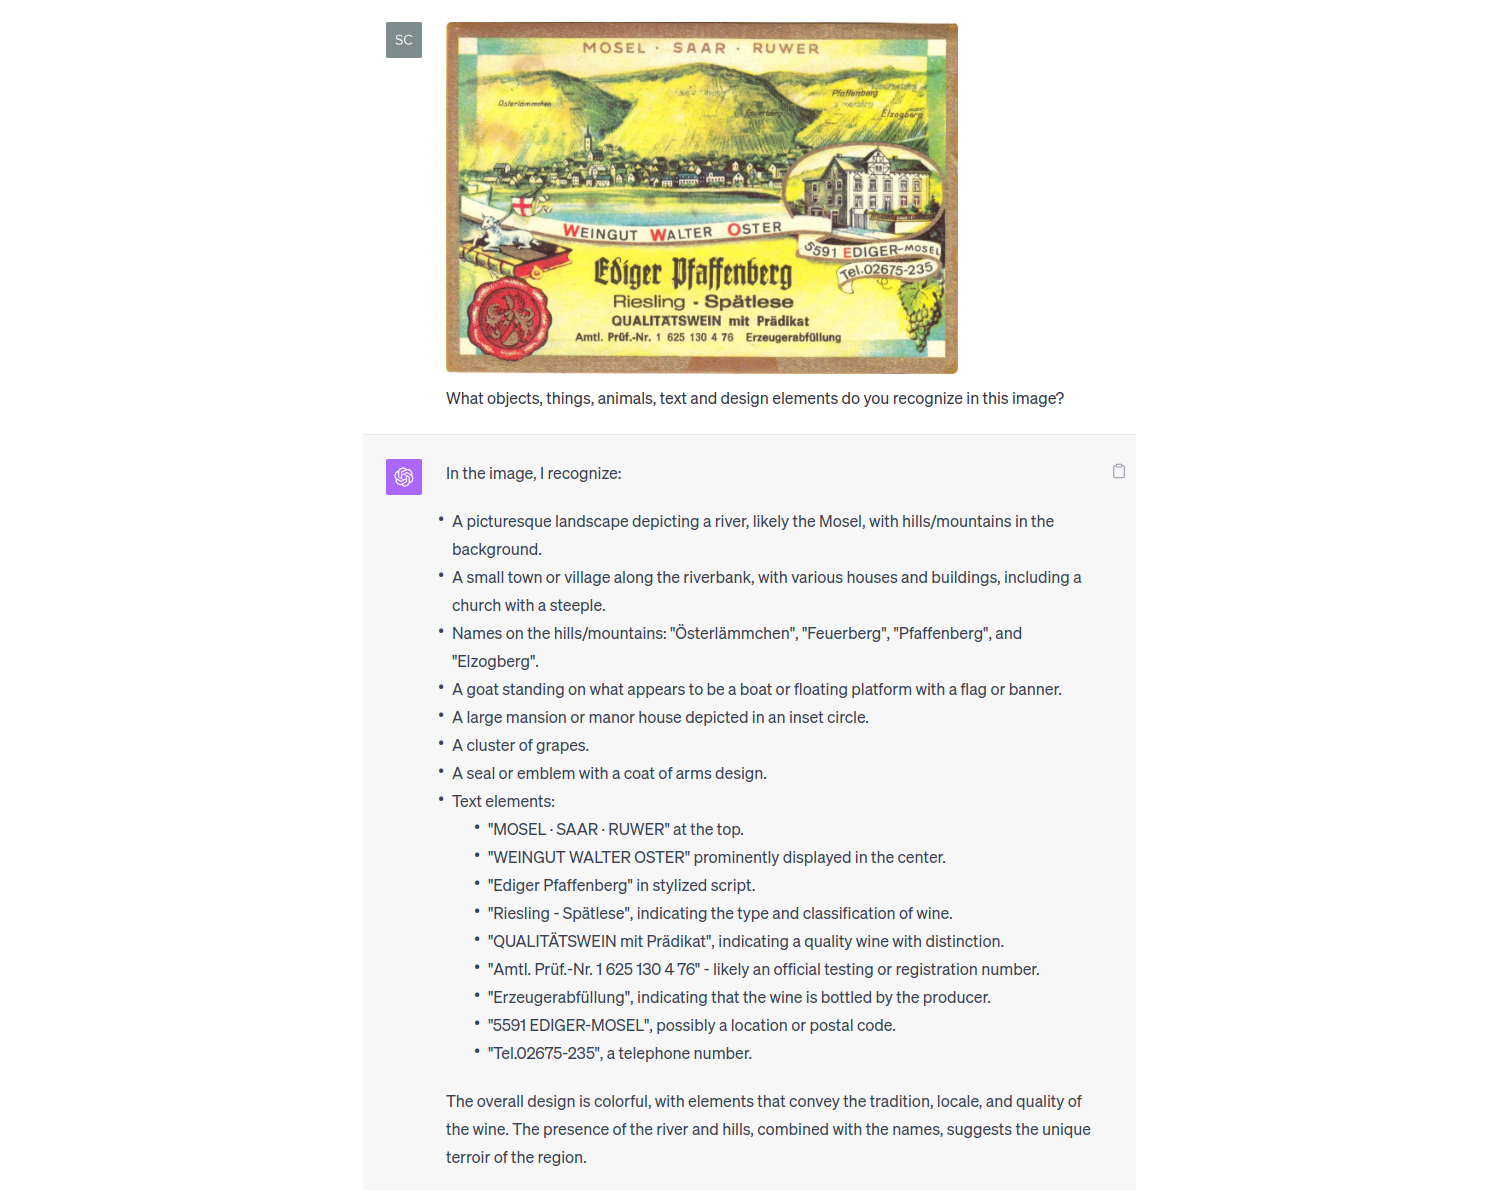 SC
MOSEL · SAAR · RUWER
Osterlämmchen
Feuerberg
Pfaffenberg
Elzogberg
WEINGUT WALTER OSTER
5591 EDIGER-MOSEL
Tel.02675-235
Ediger Pfaffenberg
Riesling - Spätlese
QUALITÄTSWEIN mit Prädikat
Amtl. Prüf.-Nr. 1 625 130 4 76 Erzeugerabfüllung
What objects, things, animals, text and design elements do you recognize in this image?
In the image, I recognize:
• A picturesque landscape depicting a river, likely the Mosel, with hills/mountains in the
background.
• A small town or village along the riverbank, with various houses and buildings, including a
church with a steeple.
• Names on the hills/mountains: "Österlämmchen", "Feuerberg", "Pfaffenberg", and
"Elzogberg".
• A goat standing on what appears to be a boat or floating platform with a flag or banner.
• A large mansion or manor house depicted in an inset circle.
• A cluster of grapes.
• A seal or emblem with a coat of arms design.
• Text elements:
• "MOSEL · SAAR · RUWER" at the top.
• "WEINGUT WALTER OSTER" prominently displayed in the center.
• "Ediger Pfaffenberg" in stylized script.
• "Riesling - Spätlese", indicating the type and classification of wine.
• "QUALITÄTSWEIN mit Prädikat", indicating a quality wine with distinction.
• "Amtl. Prüf.-Nr. 1 625 130 4 76" - likely an official testing or registration number.
• "Erzeugerabfüllung", indicating that the wine is bottled by the producer.
• "5591 EDIGER-MOSEL", possibly a location or postal code.
• "Tel.02675-235", a telephone number.
The overall design is colorful, with elements that convey the tradition, locale, and quality of
the wine. The presence of the river and hills, combined with the names, suggests the unique
terroir of the region.